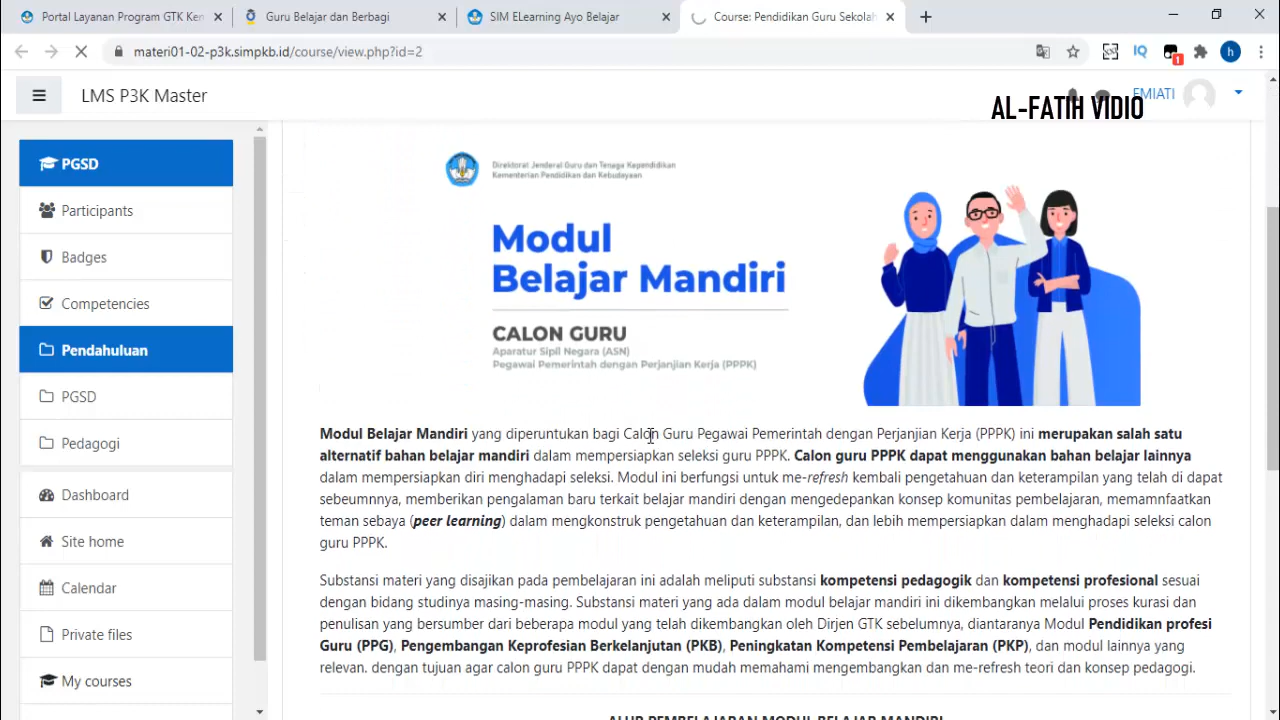 Portal Layanan Program GTK Ken
Guru Belajar dan Berbagi
SIM ELearning Ayo Belajar
Course: Pendidikan Guru Sekolah
materi01-02-p3k.simpkb.id/course/view.php?id=2
IQ
1
h
LMS P3K Master
EMIATI
AL-FATIH VIDIO
PGSD
Participants
Badges
Competencies
Pendahuluan
PGSD
Pedagogi
Dashboard
Site home
Calendar
Private files
My courses
Direktorat Jenderal Guru dan Tenaga Kependidikan
Kementerian Pendidikan dan Kebudayaan
Modul
Belajar Mandiri
CALON GURU
Aparatur Sipil Negara (ASN)
Pegawai Pemerintah dengan Perjanjian Kerja (PPPK)
Modul Belajar Mandiri yang diperuntukan bagi Calon Guru Pegawai Pemerintah dengan Perjanjian Kerja (PPPK) ini merupakan salah satu
alternatif bahan belajar mandiri dalam mempersiapkan seleksi guru PPPK. Calon guru PPPK dapat menggunakan bahan belajar lainnya
dalam mempersiapkan diri menghadapi seleksi. Modul ini berfungsi untuk me-refresh kembali pengetahuan dan keterampilan yang telah di dapat
sebeumnya, memberikan pengalaman baru terkait belajar mandiri dengan mengedepankan konsep komunitas pembelajaran, memamnfaatkan
teman sebaya (peer learning) dalam mengkonstruk pengetahuan dan keterampilan, dan lebih mempersiapkan dalam menghadapi seleksi calon
guru PPPK.
Substansi materi yang disajikan pada pembelajaran ini adalah meliputi substansi kompetensi pedagogik dan kompetensi profesional sesuai
dengan bidang studinya masing-masing. Substansi materi yang ada dalam modul belajar mandiri ini dikembangkan melalui proses kurasi dan
penulisan yang bersumber dari beberapa modul yang telah dikembangkan oleh Dirjen GTK sebelumnya, diantaranya Modul Pendidikan profesi
Guru (PPG), Pengembangan Keprofesian Berkelanjutan (PKB), Peningkatan Kompetensi Pembelajaran (PKP), dan modul lainnya yang
relevan. dengan tujuan agar calon guru PPPK dapat dengan mudah memahami mengembangkan dan me-refresh teori dan konsep pedagogi.
ALUR PEMBELAJARAN MODUL BELAJAR MANDIRI